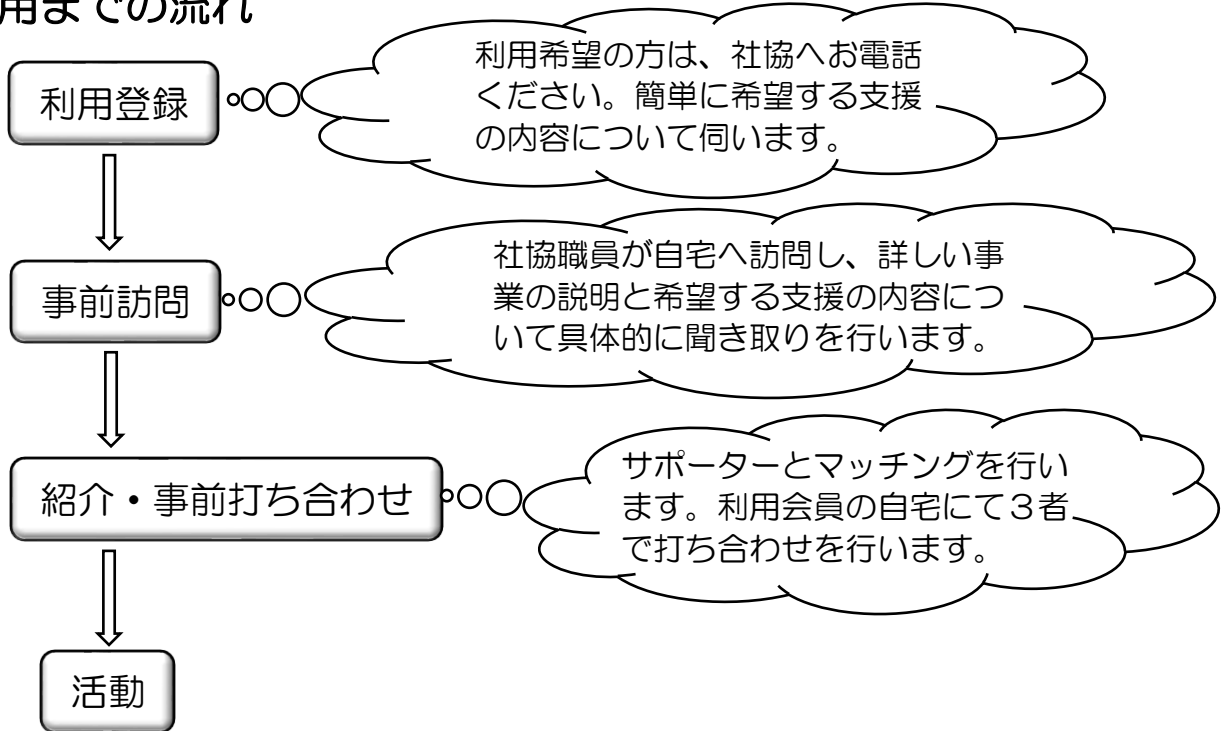 用までの流れ
利用登録
利用希望の方は、社協へお電話
ください。簡単に希望する支援
の内容について伺います。
事前訪問
社協職員が自宅へ訪問し、詳しい事
業の説明と希望する支援の内容につ
いて具体的に聞き取りを行います。
紹介・事前打ち合わせ
サポーターとマッチングを行い
ます。利用会員の自宅にて３者
で打ち合わせを行います。
活動